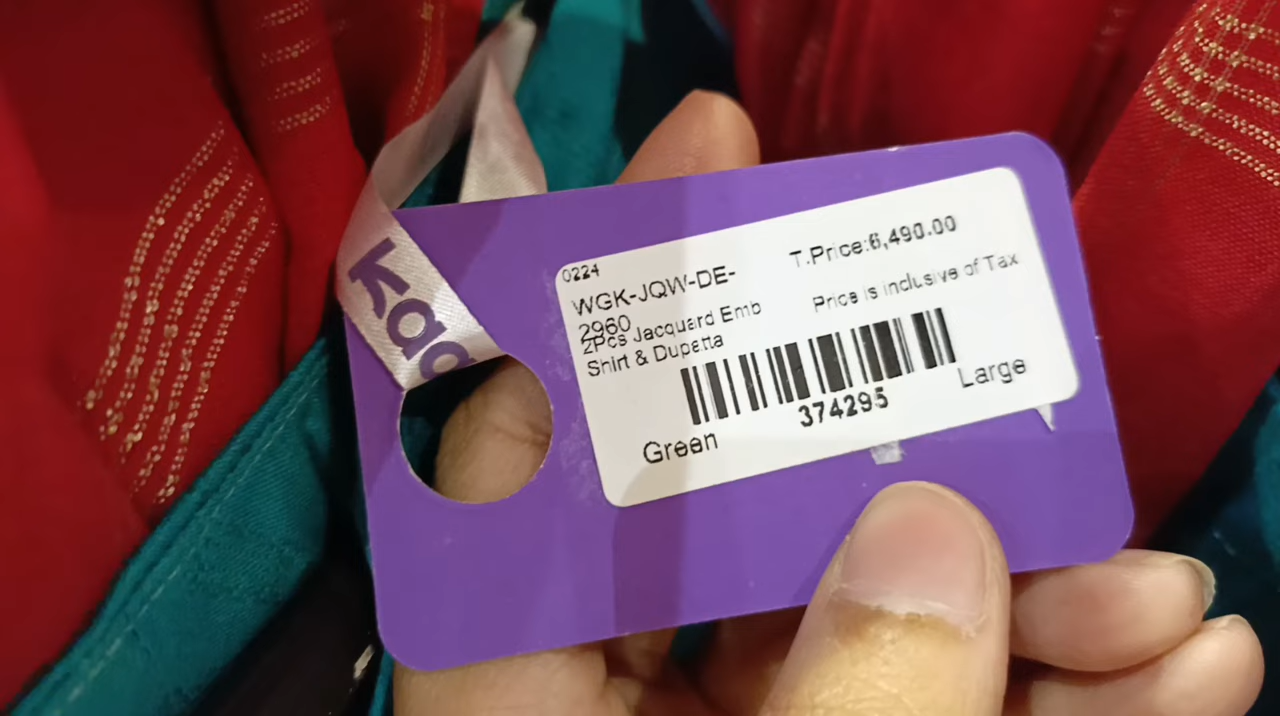 Kaa
0224
WGK-JQW-DE-
2960
2Pcs Jacquard Emb
Shirt & Dupatta
T.Price:6,490.00
Price is inclusive of Tax
374295
Green
Large